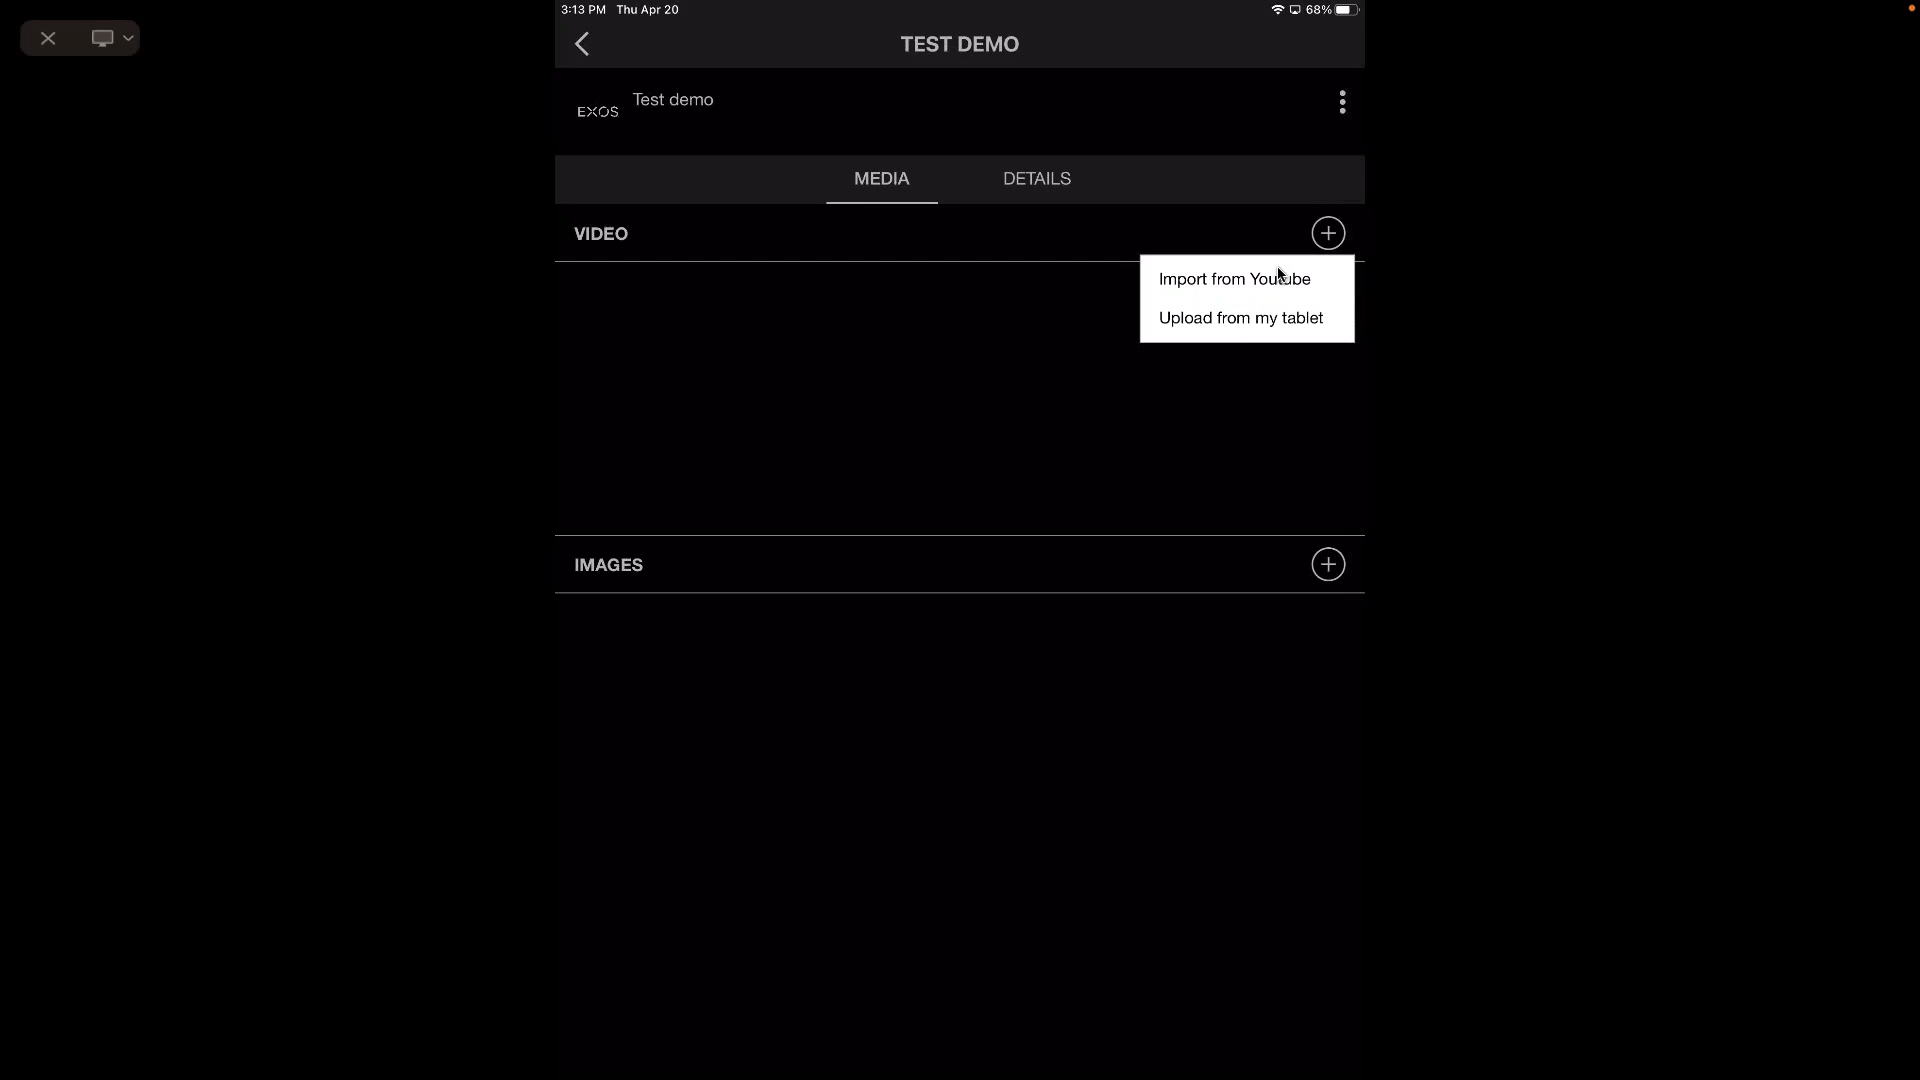 3:13 PM Thu Apr 20 68%
TEST DEMO
EXOS Test demo
MEDIA DETAILS
VIDEO
Import from Youtube
Upload from my tablet
IMAGES